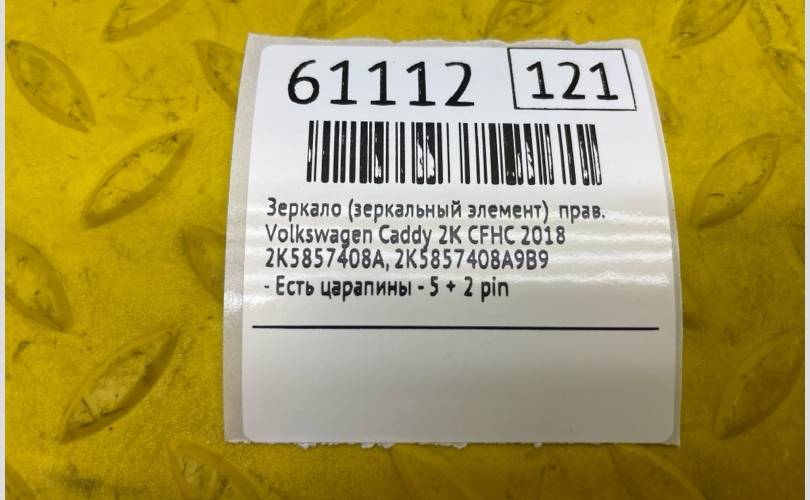 61112 121
Зеркало (зеркальный элемент) прав.
Volkswagen Caddy 2K CFHC 2018
2K5857408A, 2K5857408A9B9
- Есть царапины - 5 + 2 pin